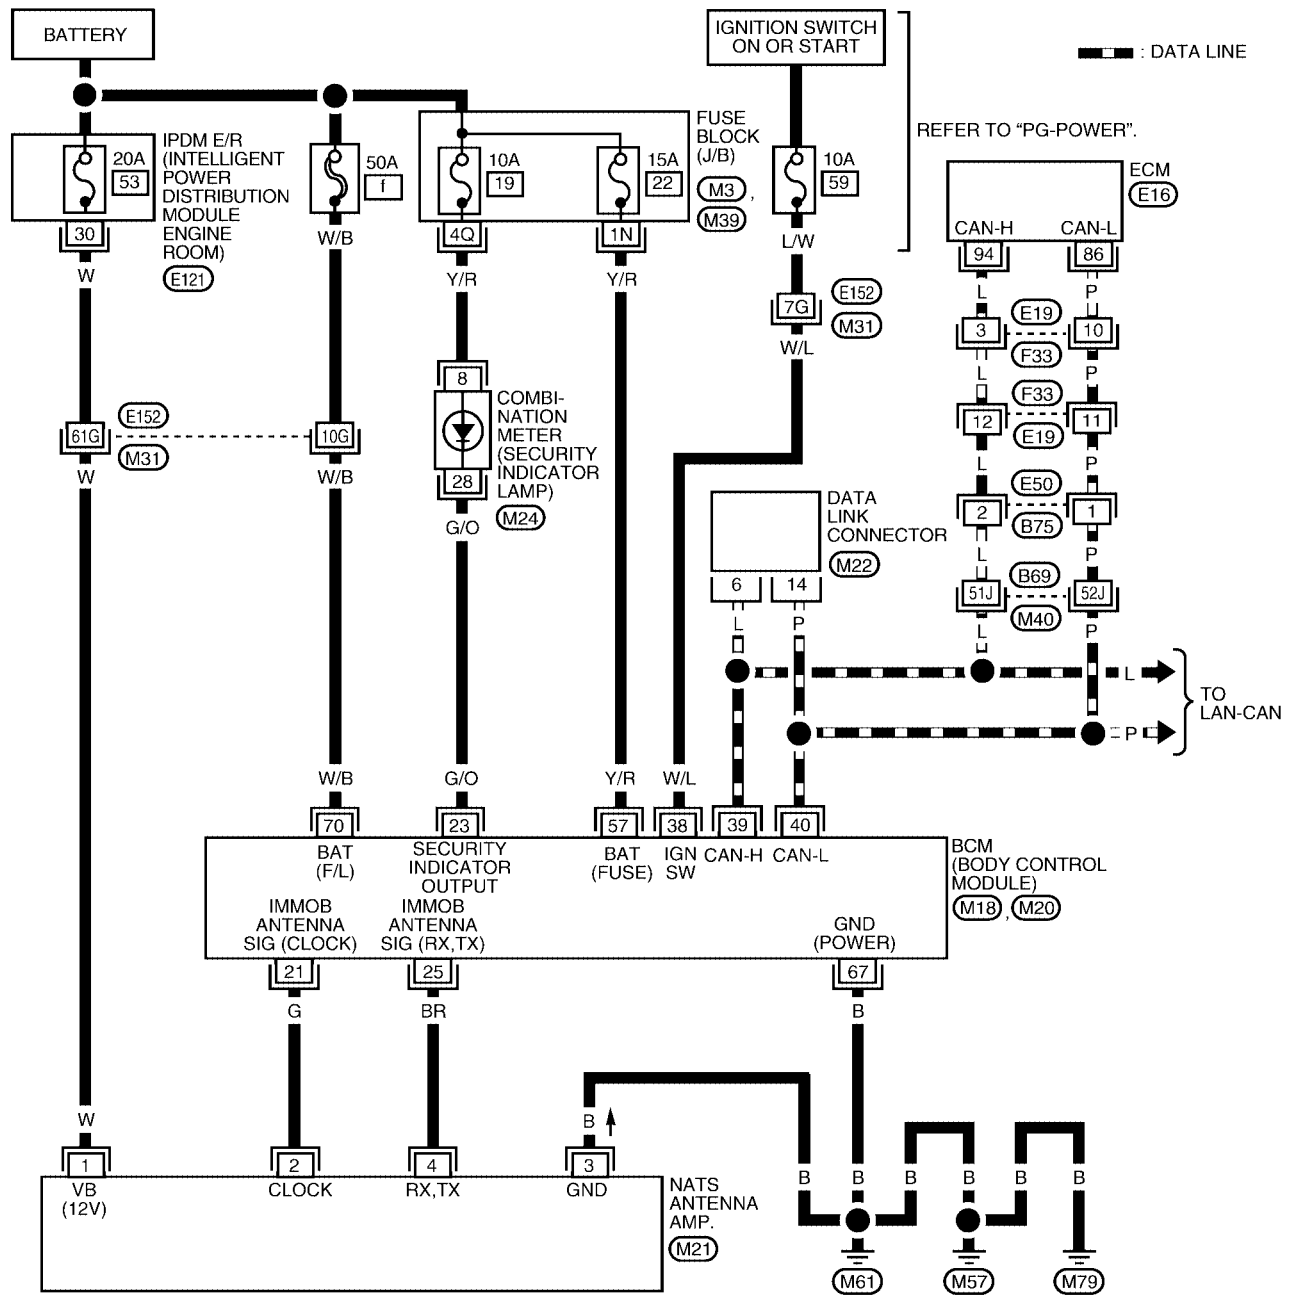 BATTERY
IGNITION SWITCH
ON OR START
: DATA LINE
REFER TO “PG-POWER”.
20A
53
IPDM E/R
(INTELLIGENT
POWER
DISTRIBUTION
MODULE
ENGINE
ROOM)
E121
50A
f
10A
19
15A
22
FUSE
BLOCK
(J/B)
M3 ,
M39
10A
59
ECM
E16
CAN-H
CAN-L
94
86
30
W
W/B
4Q
Y/R
1N
Y/R
L/W
7G
E152
M31
W/L
L
P
3
E19
10
F33
L
P
F33
12
11
E19
L
P
E50
2
1
B75
L
P
B69
51J
52J
M40
L
P
8
COMBI-
NATION
METER
(SECURITY
INDICATOR
LAMP)
M24
28
G/O
61G
E152
M31
10G
W
W/B
DATA
LINK
CONNECTOR
M22
6
14
L
P
L
P
TO
LAN-CAN
W/B
G/O
Y/R
W/L
70
23
57
38
39
40
BAT
(F/L)
SECURITY
INDICATOR
OUTPUT
BAT
(FUSE)
IGN
SW
CAN-H
CAN-L
BCM
(BODY CONTROL
MODULE)
M18 , M20
IMMOB
ANTENNA
SIG (CLOCK)
IMMOB
ANTENNA
SIG (RX,TX)
GND
(POWER)
21
25
67
G
BR
B
W
B
1
2
4
3
VB
(12V)
CLOCK
RX,TX
GND
NATS
ANTENNA
AMP.
M21
B
B
B
B
B
B
M61
M57
M79